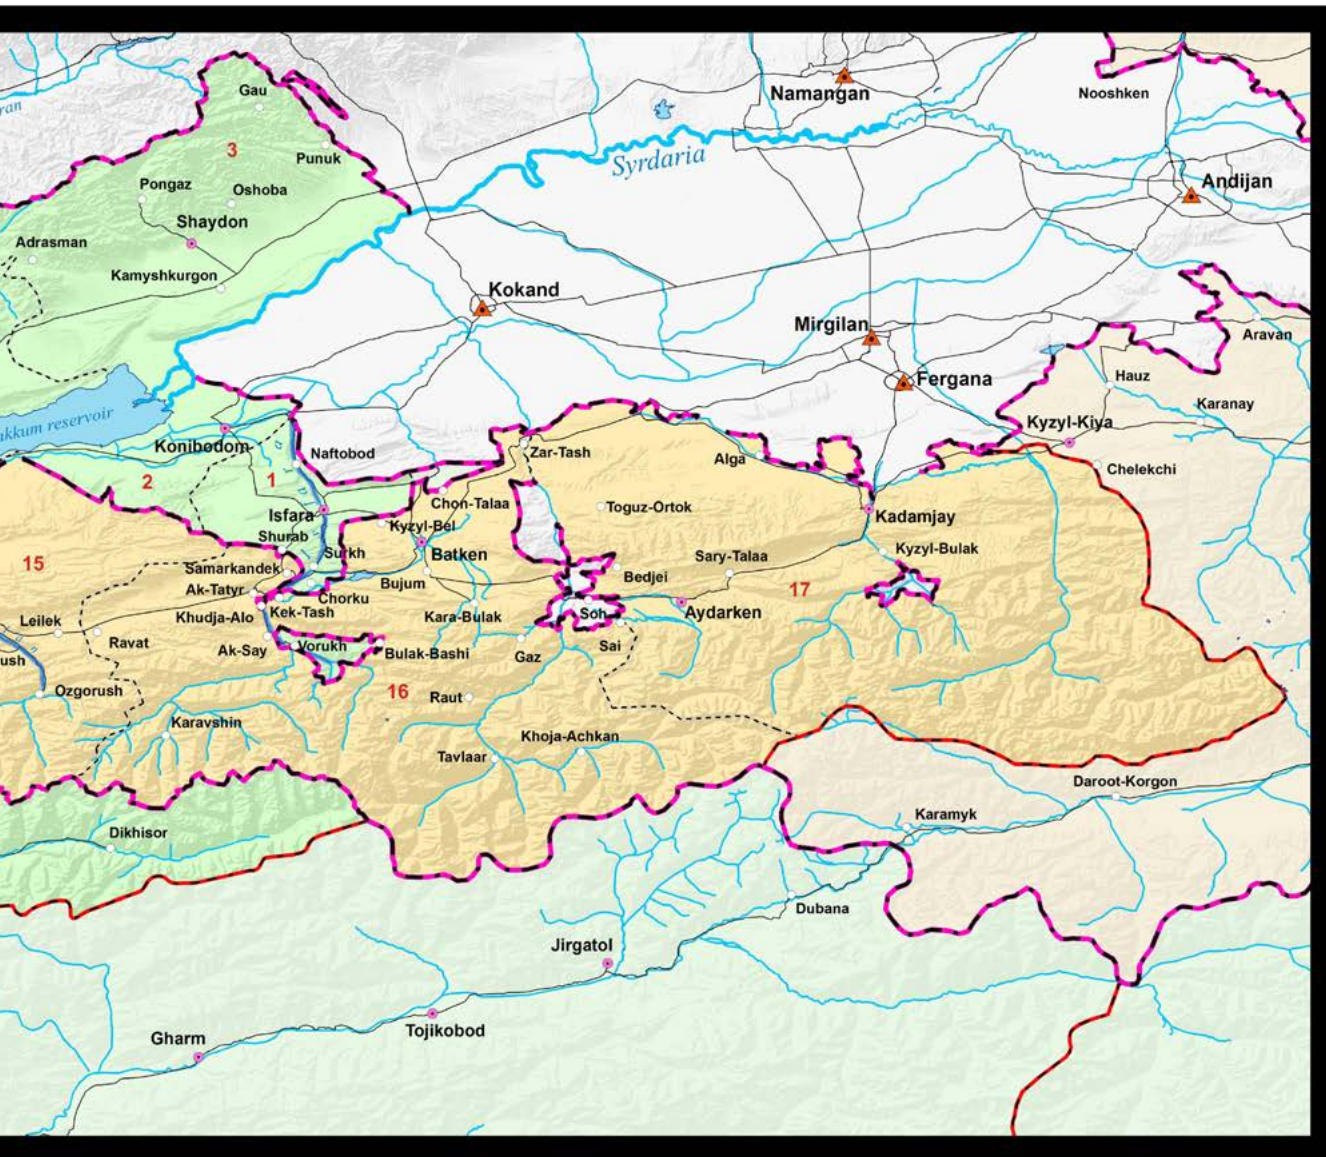 ran
Gau
Namangan
Nooshken
3
Punuk
Syrdaria
Pongaz
Oshoba
Andijan
Shaydon
Adrasman
Kamyshkurgon
Kokand
Mirgilan
Aravan
Fergana
Hauz
Karanay
akkum reservoir
Kyzyl-Kiya
Konibodom
Naftobod
Zar-Tash
Alga
Chelekchi
2
1
Chon-Talaa
Toguz-Ortok
Isfara
Kadamjay
Kyzyl-Bel
Shurab
Surkh
Batken
Sary-Talaa
Kyzyl-Bulak
15
Samarkandek
Bujum
Bedjei
17
Ak-Tatyr
Chorku
Kek-Tash
Khudja-Alo
Kara-Bulak
Soh
Aydarken
Leilek
Ravat
Ak-Say
Vorukh
Bulak-Bashi
Gaz
Sai
ush
Ozgorush
16
Raut
Karavshin
Khoja-Achkan
Tavlaar
Daroot-Korgon
Dikhisor
Karamyk
Dubana
Jirgatol
Gharm
Tojikobod